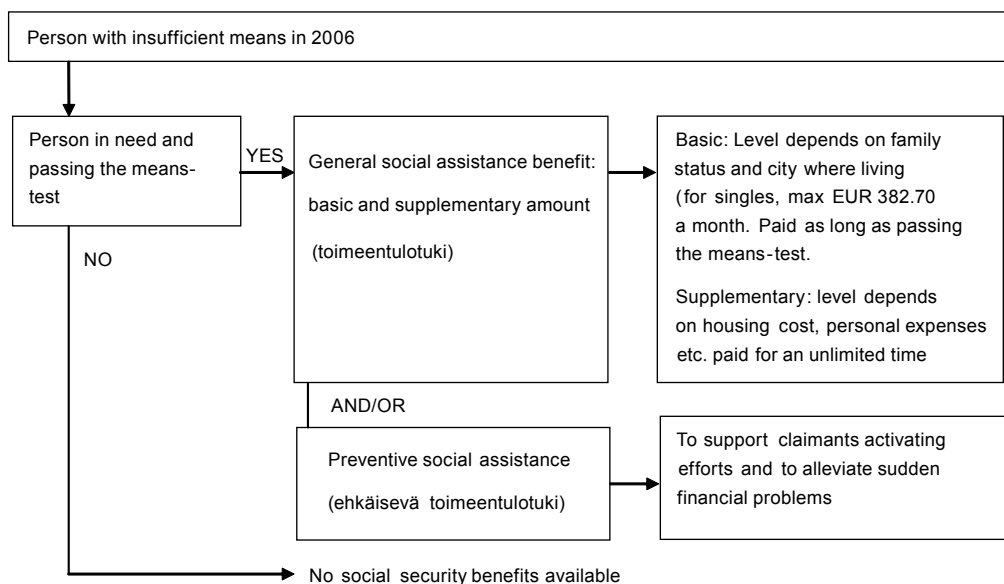 Person with insufficient means in 2006
Person in need and
passing the means-
test
YES
General social assistance benefit:
basic and supplementary amount
(toimeentulotuki)
Basic: Level depends on family
status and city where living
(for singles, max EUR 382.70
a month. Paid as long as passing
the means-test.
Supplementary: level depends
on housing cost, personal expenses
etc. paid for an unlimited time
NO
AND/OR
Preventive social assistance
(ehkäisevä toimeentulotuki)
To support claimants activating
efforts and to alleviate sudden
financial problems
No social security benefits available